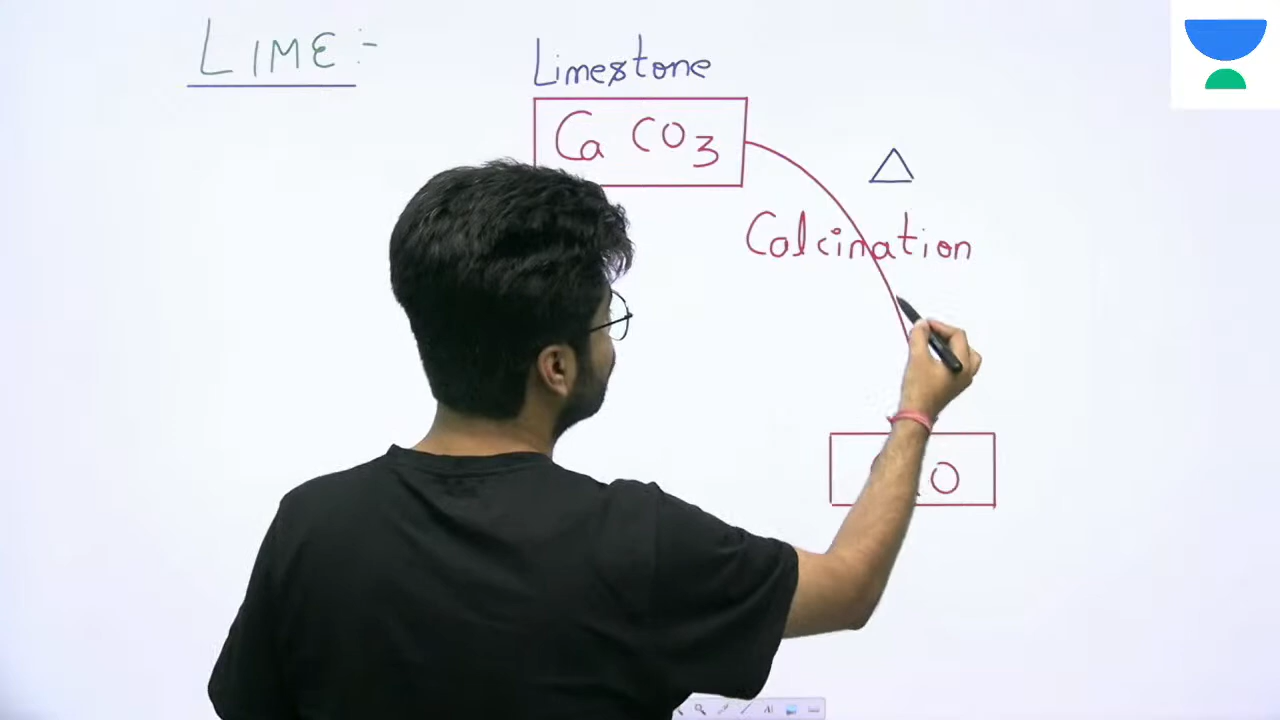 LIME :-
Limestone
Ca CO3
△
Calcination
O